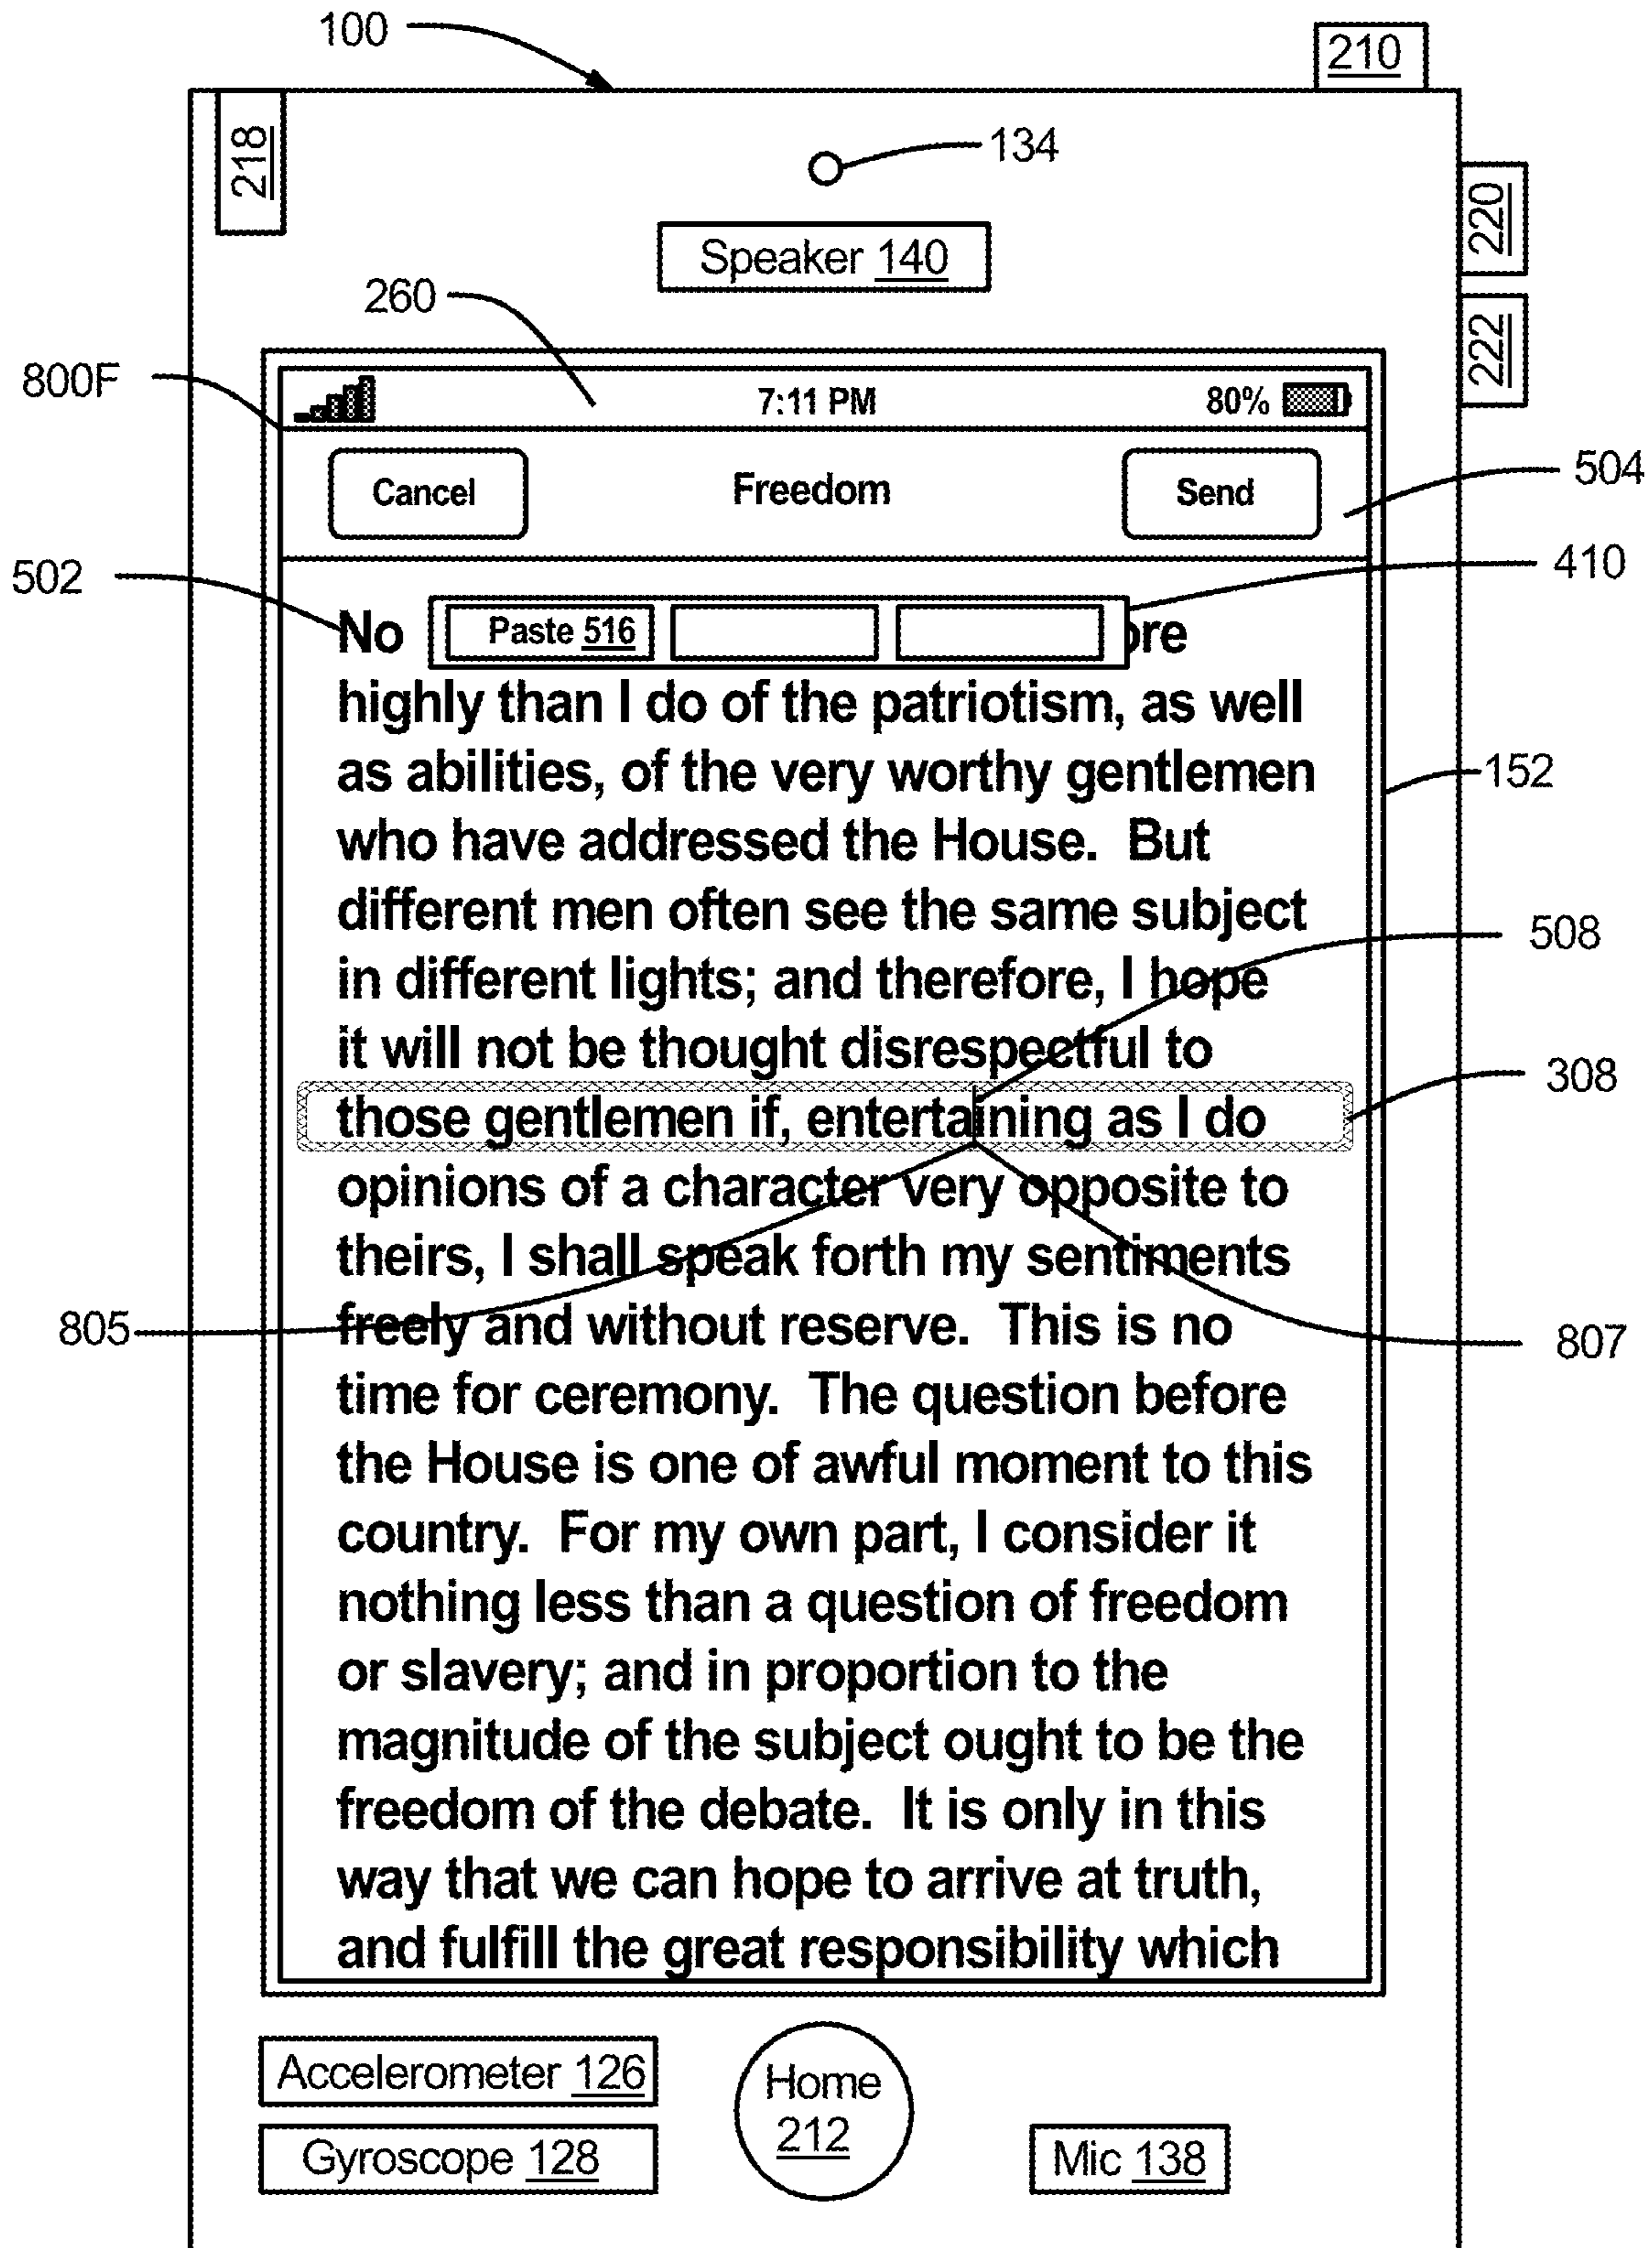 100
210
218
134
220
Speaker 140
260
222
800F
7:11 PM 80%
504
Cancel Freedom Send
410
502
No Paste 516 ore
highly than I do of the patriotism, as well
as abilities, of the very worthy gentlemen
152
who have addressed the House. But
different men often see the same subject
508
in different lights; and therefore, I hope
it will not be thought disrespectful to
308
those gentlemen if, entertaining as I do
opinions of a character very opposite to
theirs, I shall speak forth my sentiments
805
freely and without reserve. This is no
807
time for ceremony. The question before
the House is one of awful moment to this
country. For my own part, I consider it
nothing less than a question of freedom
or slavery; and in proportion to the
magnitude of the subject ought to be the
freedom of the debate. It is only in this
way that we can hope to arrive at truth,
and fulfill the great responsibility which
Accelerometer 126
Home
212
Gyroscope 128
Mic 138